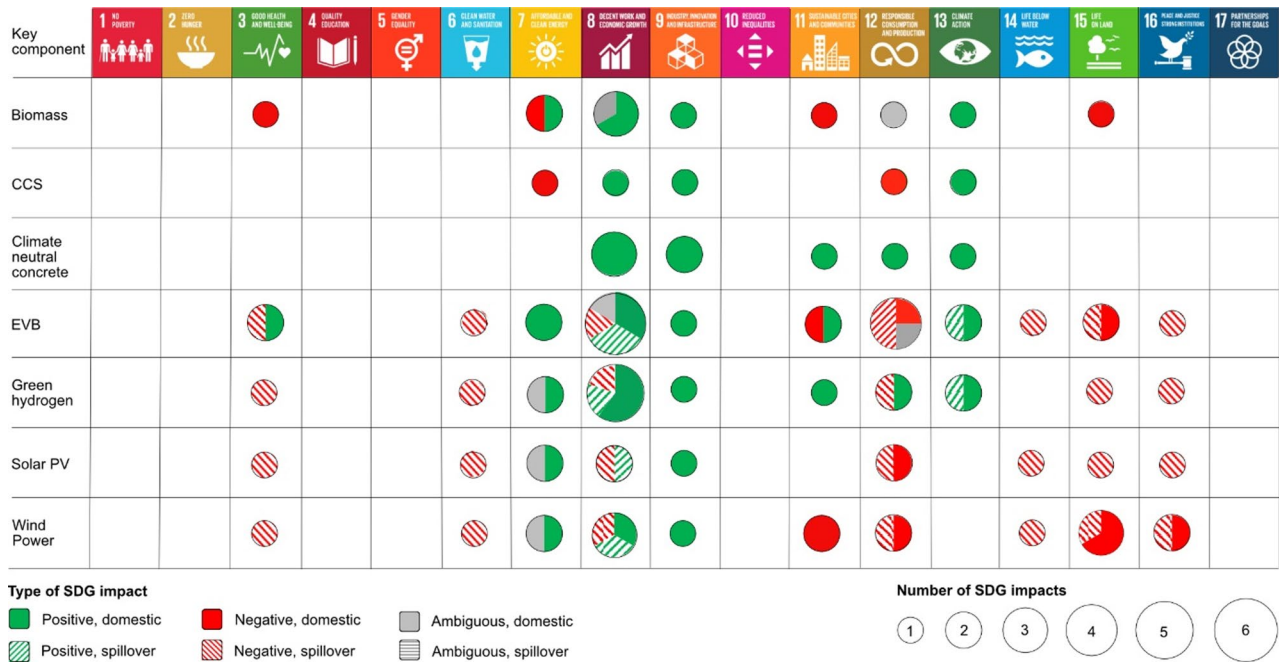 Key
component
1 NO
POVERTY
2 ZERO
HUNGER
3 GOOD HEALTH
AND WELL-BEING
4 QUALITY
EDUCATION
5 GENDER
EQUALITY
6 CLEAN WATER
AND SANITATION
7 AFFORDABLE AND
CLEAN ENERGY
8 DECENT WORK AND
ECONOMIC GROWTH
9 INDUSTRY, INNOVATION
AND INFRASTRUCTURE
10 REDUCED
INEQUALITIES
11 SUSTAINABLE CITIES
AND COMMUNITIES
12 RESPONSIBLE
CONSUMPTION
AND PRODUCTION
13 CLIMATE
ACTION
14 LIFE BELOW
WATER
15 LIFE
ON LAND
16 PEACE AND JUSTICE
STRONG INSTITUTIONS
17 PARTNERSHIPS
FOR THE GOALS
Biomass
CCS
Climate
neutral
concrete
EVB
Green
hydrogen
Solar PV
Wind
Power
Type of SDG impact
Positive, domestic
Negative, domestic
Ambiguous, domestic
Positive, spillover
Negative, spillover
Ambiguous, spillover
Number of SDG impacts
1 2 3 4 5 6